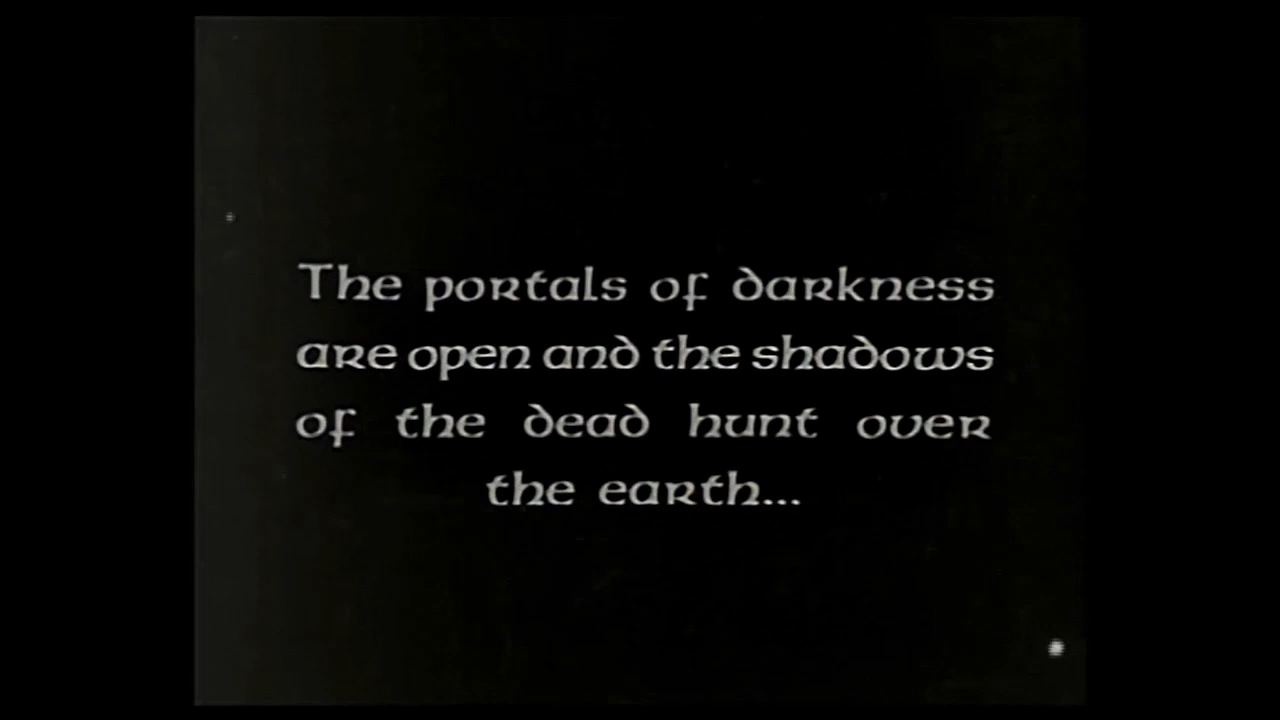 The portals of darkness
are open and the shadows
of the dead hunt over
the earth...